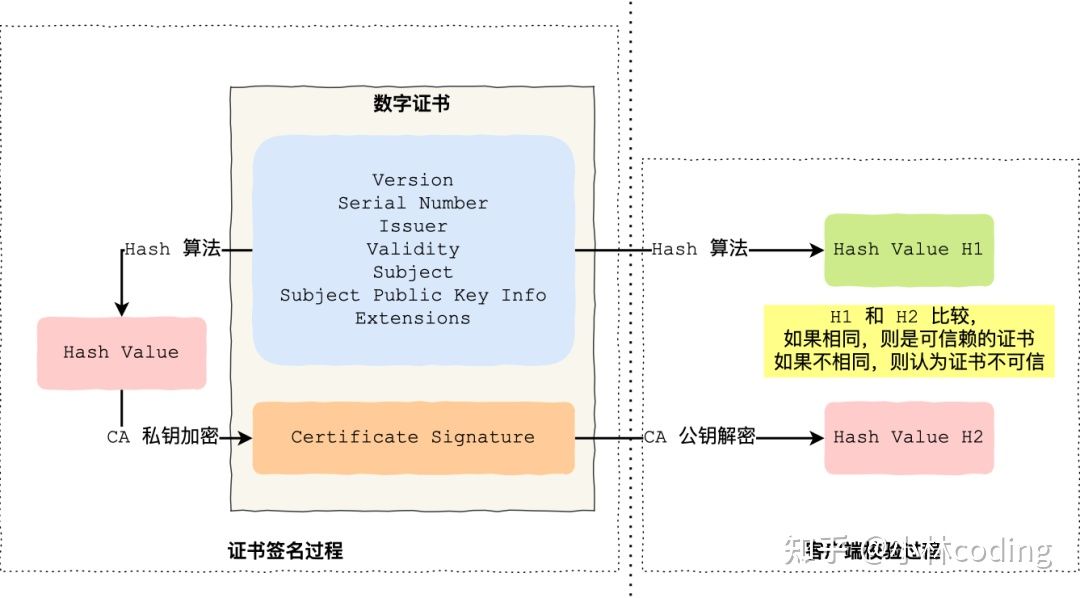 数字证书
Version
Serial Number
Issuer
Validity
Subject
Subject Public Key Info
Extensions
Hash 算法
Hash Value
CA 私钥加密
Certificate Signature
证书签名过程
Hash 算法
Hash Value H1
H1 和 H2 比较，
如果相同，则是可信赖的证书
如果不相同，则认为证书不可信
CA 公钥解密
Hash Value H2
客户端校验过程
知乎 @小林coding